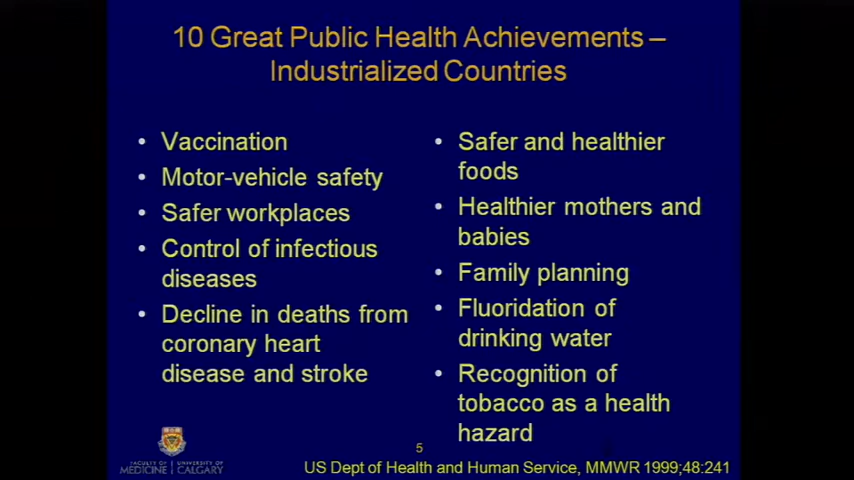 10 Great Public Health Achievements –
Industrialized Countries
• Vaccination
• Motor-vehicle safety
• Safer workplaces
• Control of infectious
diseases
• Decline in deaths from
coronary heart
disease and stroke
• Safer and healthier
foods
• Healthier mothers and
babies
• Family planning
• Fluoridation of
drinking water
• Recognition of
tobacco as a health
hazard
FACULTY OF | UNIVERSITY OF
MEDICINE | CALGARY
5
US Dept of Health and Human Service, MMWR 1999;48:241